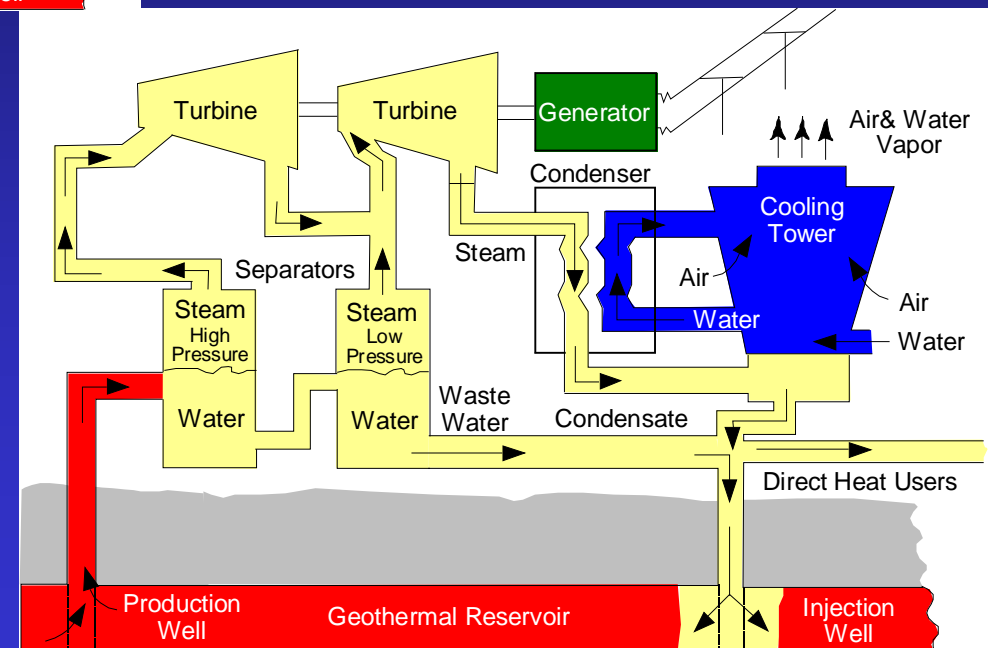 Turbine
Turbine
Generator
Air& Water
Vapor
Condenser
Cooling
Tower
Steam
Separators
Air
Air
Steam
High
Pressure
Steam
Low
Pressure
Water
Water
Water
Water
Waste
Water
Condensate
Direct Heat Users
Production
Well
Geothermal Reservoir
Injection
Well